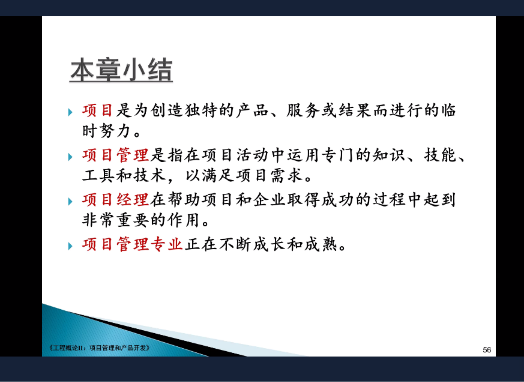 本章小结
项目是为创造独特的产品、服务或结果而进行的临
时努力。
项目管理是指在项目活动中运用专门的知识、技能、
工具和技术，以满足项目需求。
项目经理在帮助项目和企业取得成功的过程中起到
非常重要的作用。
项目管理专业正在不断成长和成熟。
《工程概论II：项目管理和产品开发》
56